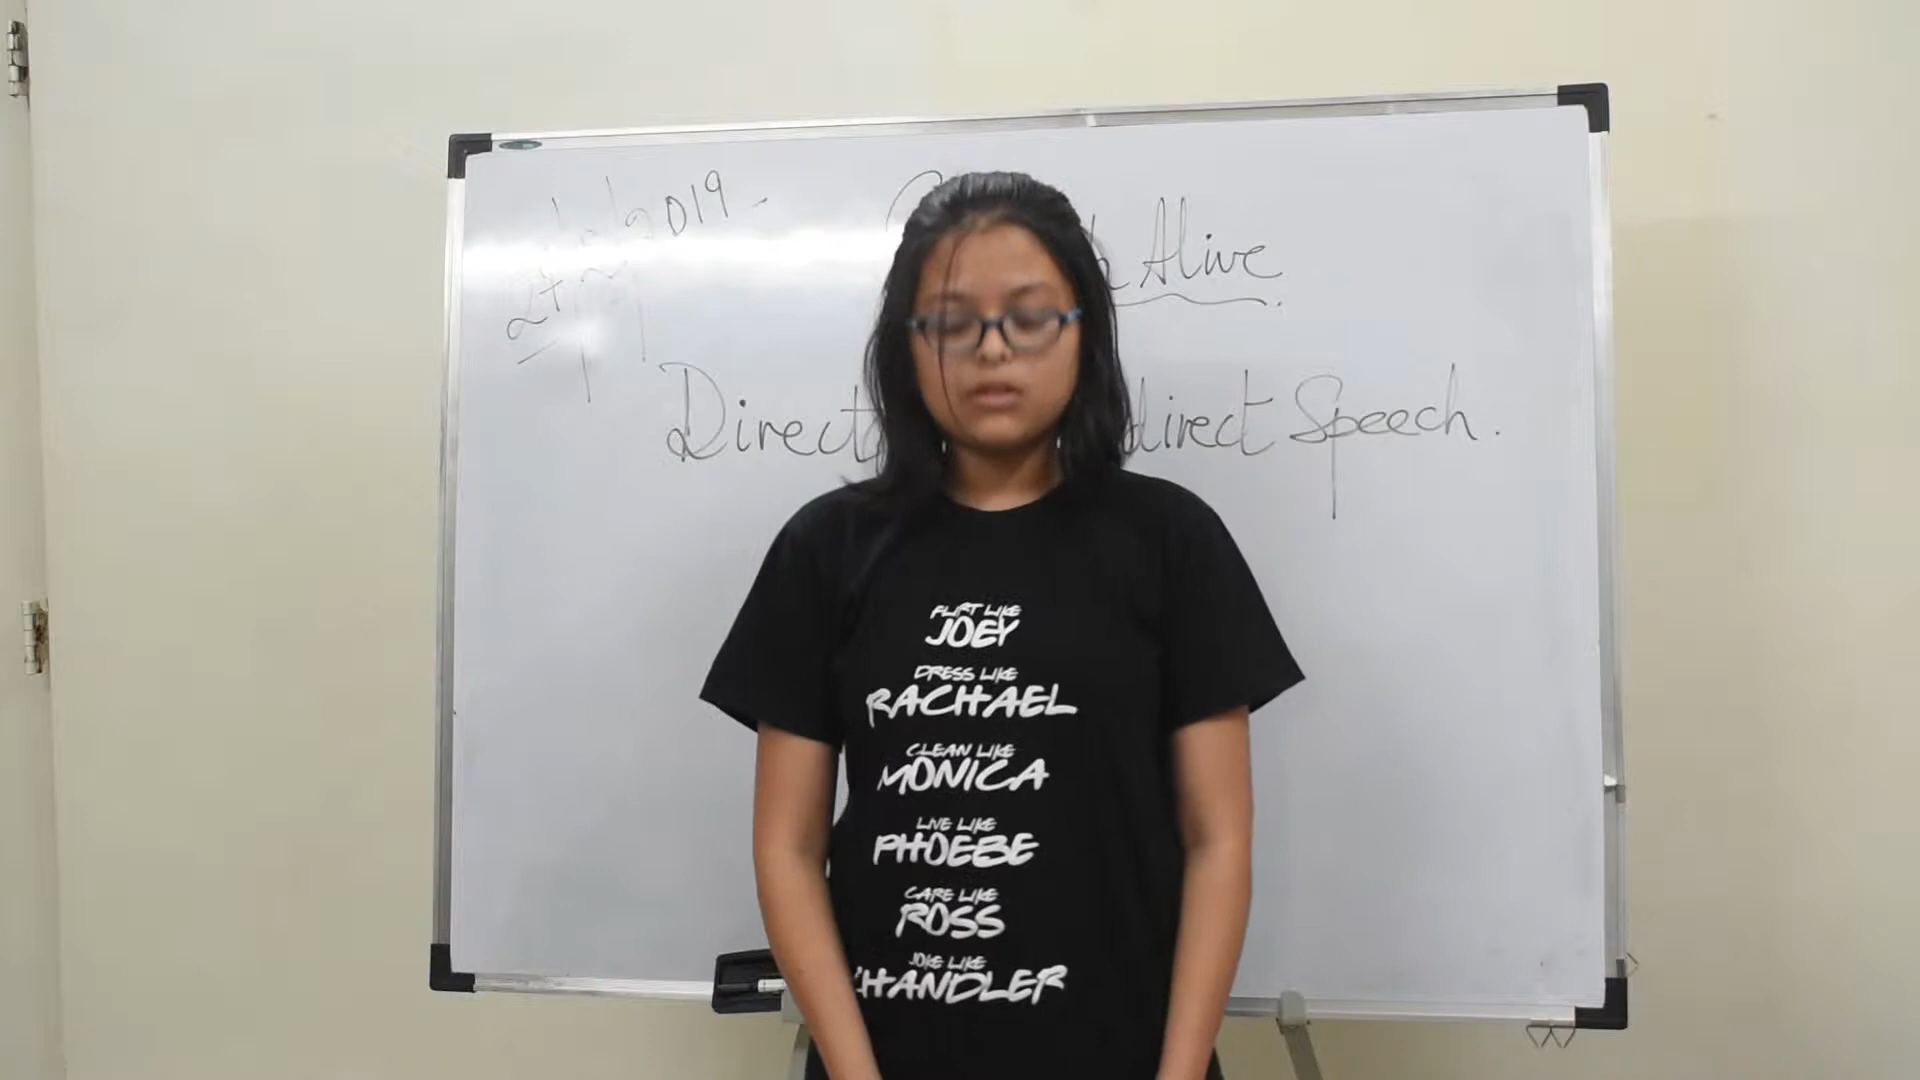 2019
Alive
Direct direct Speech.
FLIRT LIKE
JOEY
DRESS LIKE
RACHAEL
CLEAN LIKE
MONICA
LIVE LIKE
PHOEBE
CARE LIKE
ROSS
JOKE LIKE
CHANDLER